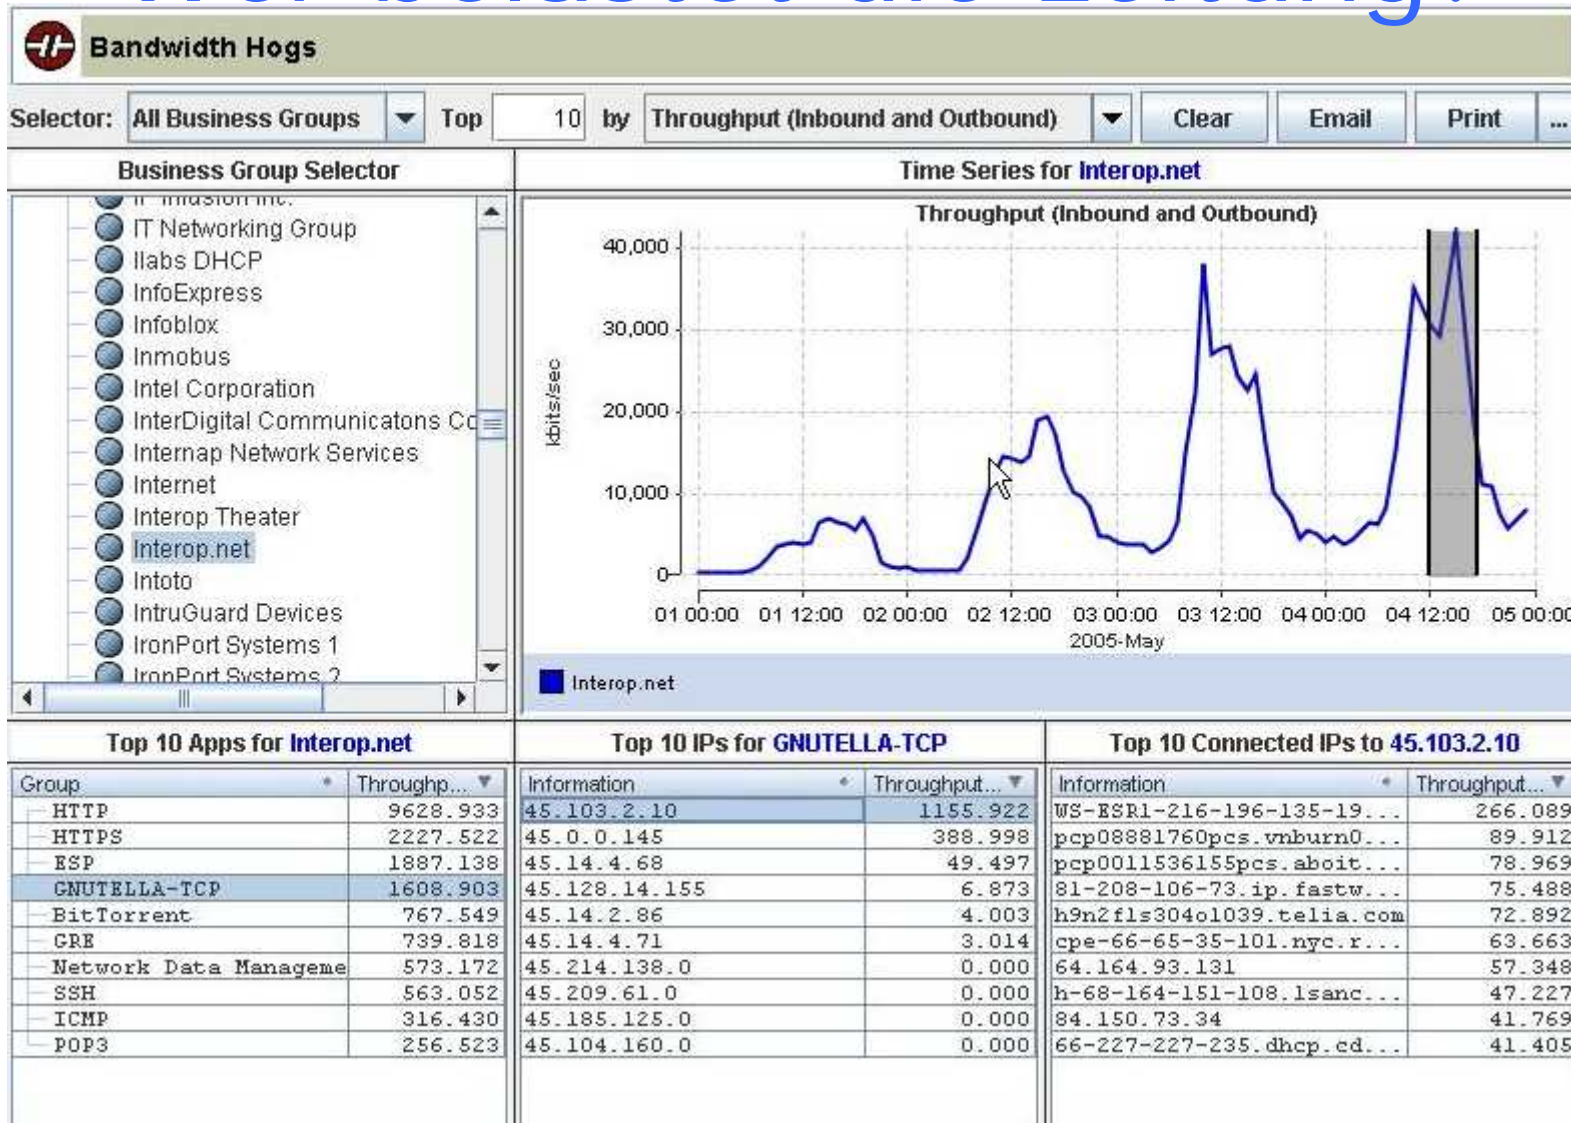 Wer belastet die Leitung?
Bandwidth Hogs
Selector: All Business Groups Top 10 by Throughput (Inbound and Outbound) Clear Email Print ...
Business Group Selector
IP Infusion Inc.
IT Networking Group
Ilabs DHCP
InfoExpress
Infoblox
Inmobus
Intel Corporation
InterDigital Communicatons Co
Internap Network Services
Internet
Interop Theater
Interop.net
Intoto
IntruGuard Devices
IronPort Systems 1
IronPort Systems 2
Time Series for Interop.net
Throughput (Inbound and Outbound)
kbits/sec
40,000
30,000
20,000
10,000
0
01 00:00 01 12:00 02 00:00 02 12:00 03 00:00 03 12:00 04 00:00 04 12:00 05 00:00
2005-May
Interop.net
Top 10 Apps for Interop.net
Group Throughp...
HTTP 9628.933
HTTPS 2227.522
ESP 1887.138
GNUTELLA-TCP 1608.903
BitTorrent 767.549
GRE 739.818
Network Data Manageme 573.172
SSH 563.052
ICMP 316.430
POP3 256.523
Top 10 IPs for GNUTELLA-TCP
Information Throughput...
45.103.2.10 1155.922
45.0.0.145 388.998
45.14.4.68 49.497
45.128.14.155 6.873
45.14.2.86 4.003
45.14.4.71 3.014
45.214.138.0 0.000
45.209.61.0 0.000
45.185.125.0 0.000
45.104.160.0 0.000
Top 10 Connected IPs to 45.103.2.10
Information Throughput...
WS-ESR1-216-196-135-19... 266.089
pcp08881760pcs.vnburn0... 89.912
pcp0011536155pcs.aboit... 78.969
81-208-106-73.ip.fastw... 75.488
h9n2fls304o1039.telia.com 72.892
cpe-66-65-35-101.nyc.r... 63.663
64.164.93.131 57.348
h-68-164-151-108.lsanc... 47.227
84.150.73.34 41.769
66-227-227-235.dhcp.cd... 41.405